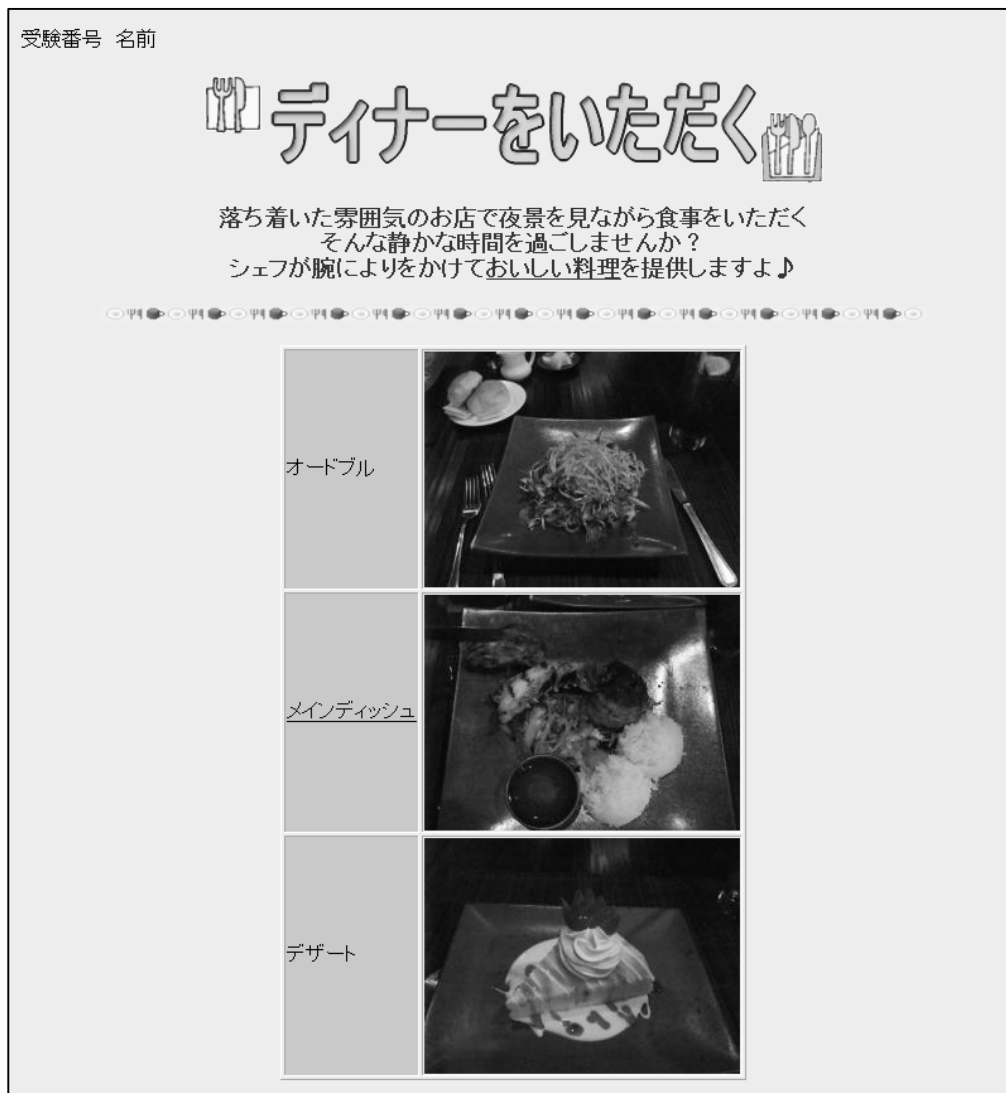 受験番号 名前
ディナーをいただく
落ち着いた雰囲気のお店で夜景を見ながら食事をいただく
そんな静かな時間を過ごしませんか？
シェフが腕によりをかけておいしい料理を提供しますよ♪
オードブル
メインディッシュ
デザート